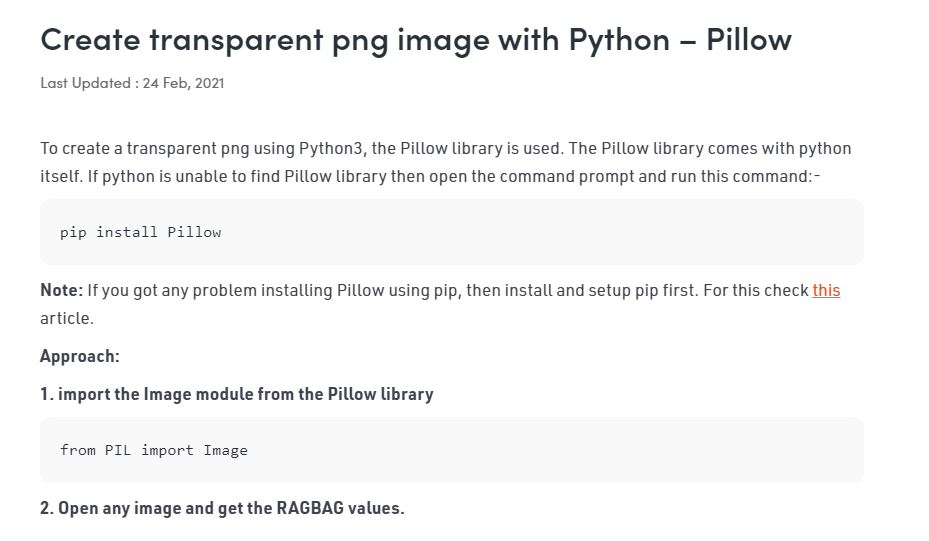 Create transparent png image with Python – Pillow
Last Updated : 24 Feb, 2021
To create a transparent png using Python3, the Pillow library is used. The Pillow library comes with python
itself. If python is unable to find Pillow library then open the command prompt and run this command:-
pip install Pillow
Note: If you got any problem installing Pillow using pip, then install and setup pip first. For this check this
article.
Approach:
1. import the Image module from the Pillow library
from PIL import Image
2. Open any image and get the RAGBAG values.